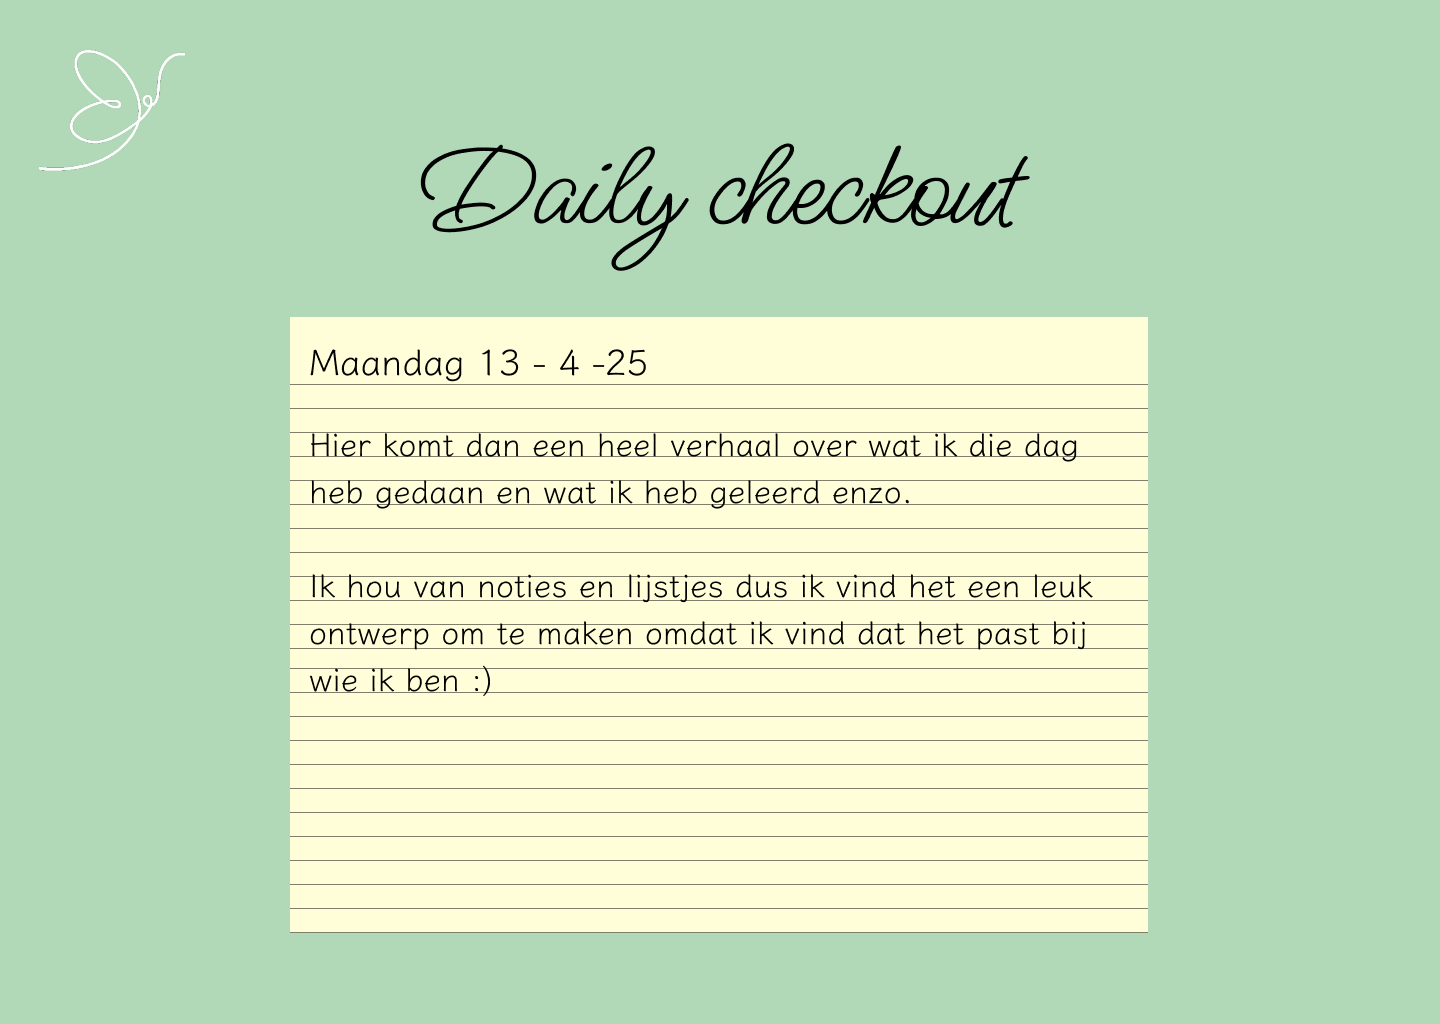 Daily checkout
Maandag 13 - 4 -25
Hier komt dan een heel verhaal over wat ik die dag
heb gedaan en wat ik heb geleerd enzo.
Ik hou van noties en lijstjes dus ik vind het een leuk
ontwerp om te maken omdat ik vind dat het past bij
wie ik ben :)